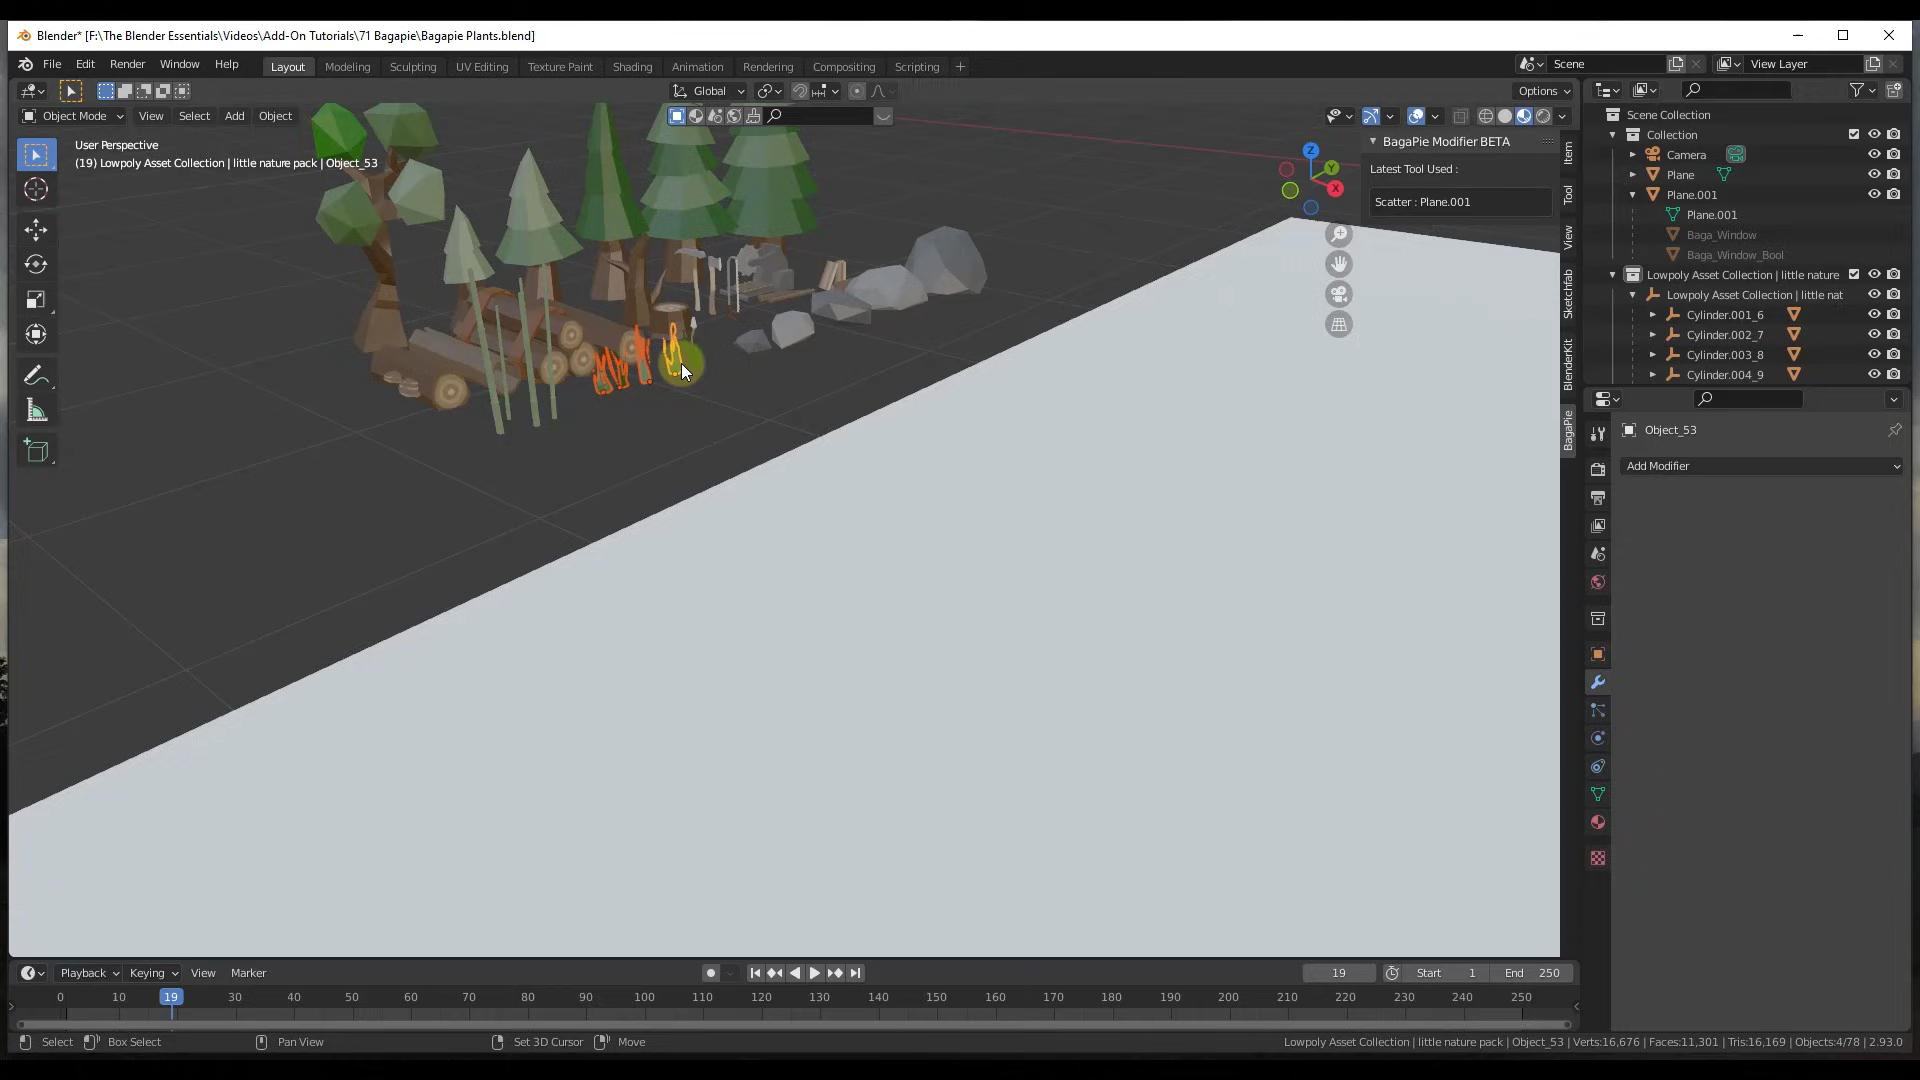 Blender* [F:\The Blender Essentials\Videos\Add-On Tutorials\71 Bagapie\Bagapie Plants.blend]
File Edit Render Window Help Layout Modeling Sculpting UV Editing Texture Paint Shading Animation Rendering Compositing Scripting + Scene View Layer
Global Options
Object Mode View Select Add Object
User Perspective
(19) Lowpoly Asset Collection | little nature pack | Object_53
Z
Y
X
BagaPie Modifier BETA
Latest Tool Used :
Scatter : Plane.001
Item
Tool
View
Sketchfab
BlenderKit
BagaPie
Scene Collection
Collection
Camera
Plane
Plane.001
Plane.001
Baga_Window
Baga_Window_Bool
Lowpoly Asset Collection | little nature
Lowpoly Asset Collection | little nat
Cylinder.001_6
Cylinder.002_7
Cylinder.003_8
Cylinder.004_9
Object_53
Add Modifier
Playback Keying View Marker 19 Start 1 End 250
0 10 19 30 40 50 60 70 80 90 100 110 120 130 140 150 160 170 180 190 200 210 220 230 240 250
Select Box Select Pan View Set 3D Cursor Move Lowpoly Asset Collection | little nature pack | Object_53 | Verts:16,676 | Faces:11,301 | Tris:16,169 | Objects:4/78 | 2.93.0